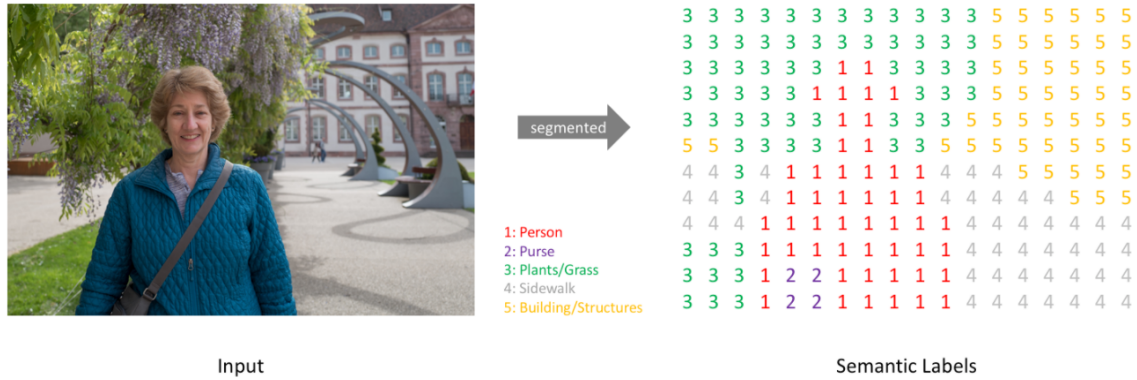 segmented
1: Person
2: Purse
3: Plants/Grass
4: Sidewalk
5: Building/Structures
3 3 3 3 3 3 3 3 3 3 3 3 5 5 5 5 5 5
3 3 3 3 3 3 3 3 3 3 3 3 5 5 5 5 5 5
3 3 3 3 3 3 1 1 3 3 3 3 5 5 5 5 5 5
3 3 3 3 3 1 1 1 1 3 3 3 5 5 5 5 5 5
3 3 3 3 3 3 1 1 3 3 3 5 5 5 5 5 5 5
5 5 3 3 3 3 1 1 3 3 5 5 5 5 5 5 5 5
4 4 3 4 1 1 1 1 1 1 4 4 4 5 5 5 5 5
4 4 3 4 1 1 1 1 1 1 4 4 4 4 4 5 5 5
4 4 4 1 1 1 1 1 1 1 1 4 4 4 4 4 4 4
3 3 3 1 1 1 1 1 1 1 1 4 4 4 4 4 4 4
3 3 3 1 2 2 1 1 1 1 1 4 4 4 4 4 4 4
3 3 3 1 2 2 1 1 1 1 1 4 4 4 4 4 4 4
Input
Semantic Labels